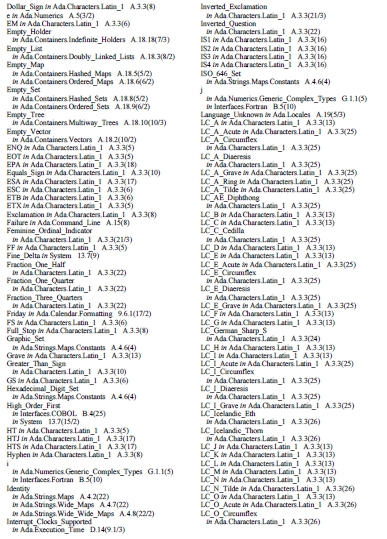 Dollar_Sign in Ada.Characters.Latin_1   A.3.3(8)
e in Ada.Numerics   A.5(3/2)
EM in Ada.Characters.Latin_1   A.3.3(6)
Empty_Holder
in Ada.Containers.Indefinite_Holders   A.18.18(7/3)
Empty_List
in Ada.Containers.Doubly_Linked_Lists   A.18.3(8/2)
Empty_Map
in Ada.Containers.Hashed_Maps   A.18.5(5/2)
in Ada.Containers.Ordered_Maps   A.18.6(6/2)
Empty_Set
in Ada.Containers.Hashed_Sets   A.18.8(5/2)
in Ada.Containers.Ordered_Sets   A.18.9(6/2)
Empty_Tree
in Ada.Containers.Multiway_Trees   A.18.10(10/3)
Empty_Vector
in Ada.Containers.Vectors   A.18.2(10/2)
ENQ in Ada.Characters.Latin_1   A.3.3(5)
EOT in Ada.Characters.Latin_1   A.3.3(5)
EPA in Ada.Characters.Latin_1   A.3.3(18)
Equals_Sign in Ada.Characters.Latin_1   A.3.3(10)
ESA in Ada.Characters.Latin_1   A.3.3(17)
ESC in Ada.Characters.Latin_1   A.3.3(6)
ETB in Ada.Characters.Latin_1   A.3.3(6)
ETX in Ada.Characters.Latin_1   A.3.3(5)
Exclamation in Ada.Characters.Latin_1   A.3.3(8)
Failure in Ada.Command_Line   A.15(8)
Feminine_Ordinal_Indicator
in Ada.Characters.Latin_1   A.3.3(21/3)
FF in Ada.Characters.Latin_1   A.3.3(5)
Fine_Delta in System   13.7(9)
Fraction_One_Half
in Ada.Characters.Latin_1   A.3.3(22)
Fraction_One_Quarter
in Ada.Characters.Latin_1   A.3.3(22)
Fraction_Three_Quarters
in Ada.Characters.Latin_1   A.3.3(22)
Friday in Ada.Calendar.Formatting   9.6.1(17/2)
FS in Ada.Characters.Latin_1   A.3.3(6)
Full_Stop in Ada.Characters.Latin_1   A.3.3(8)
Graphic_Set
in Ada.Strings.Maps.Constants   A.4.6(4)
Grave in Ada.Characters.Latin_1   A.3.3(13)
Greater_Than_Sign
in Ada.Characters.Latin_1   A.3.3(10)
GS in Ada.Characters.Latin_1   A.3.3(6)
Hexadecimal_Digit_Set
in Ada.Strings.Maps.Constants   A.4.6(4)
High_Order_First
in Interfaces.COBOL   B.4(25)
in System   13.7(15/2)
HT in Ada.Characters.Latin_1   A.3.3(5)
HTJ in Ada.Characters.Latin_1   A.3.3(17)
HTS in Ada.Characters.Latin_1   A.3.3(17)
Hyphen in Ada.Characters.Latin_1   A.3.3(8)
i
in Ada.Numerics.Generic_Complex_Types   G.1.1(5)
in Interfaces.Fortran   B.5(10)
Identity
in Ada.Strings.Maps   A.4.2(22)
in Ada.Strings.Wide_Maps   A.4.7(22)
in Ada.Strings.Wide_Wide_Maps   A.4.8(22/2)
Interrupt_Clocks_Supported
in Ada.Execution_Time   D.14(9.1/3)
Inverted_Exclamation
in Ada.Characters.Latin_1   A.3.3(21/3)
Inverted_Question
in Ada.Characters.Latin_1   A.3.3(22)
IS1 in Ada.Characters.Latin_1   A.3.3(16)
IS2 in Ada.Characters.Latin_1   A.3.3(16)
IS3 in Ada.Characters.Latin_1   A.3.3(16)
IS4 in Ada.Characters.Latin_1   A.3.3(16)
ISO_646_Set
in Ada.Strings.Maps.Constants   A.4.6(4)
j
in Ada.Numerics.Generic_Complex_Types   G.1.1(5)
in Interfaces.Fortran   B.5(10)
Language_Unknown in Ada.Locales   A.19(5/3)
LC_A in Ada.Characters.Latin_1   A.3.3(13)
LC_A_Acute in Ada.Characters.Latin_1   A.3.3(25)
LC_A_Circumflex
in Ada.Characters.Latin_1   A.3.3(25)
LC_A_Diaeresis
in Ada.Characters.Latin_1   A.3.3(25)
LC_A_Grave in Ada.Characters.Latin_1   A.3.3(25)
LC_A_Ring in Ada.Characters.Latin_1   A.3.3(25)
LC_A_Tilde in Ada.Characters.Latin_1   A.3.3(25)
LC_AE_Diphthong
in Ada.Characters.Latin_1   A.3.3(25)
LC_B in Ada.Characters.Latin_1   A.3.3(13)
LC_C in Ada.Characters.Latin_1   A.3.3(13)
LC_C_Cedilla
in Ada.Characters.Latin_1   A.3.3(25)
LC_D in Ada.Characters.Latin_1   A.3.3(13)
LC_E in Ada.Characters.Latin_1   A.3.3(13)
LC_E_Acute in Ada.Characters.Latin_1   A.3.3(25)
LC_E_Circumflex
in Ada.Characters.Latin_1   A.3.3(25)
LC_E_Diaeresis
in Ada.Characters.Latin_1   A.3.3(25)
LC_E_Grave in Ada.Characters.Latin_1   A.3.3(25)
LC_F in Ada.Characters.Latin_1   A.3.3(13)
LC_G in Ada.Characters.Latin_1   A.3.3(13)
LC_German_Sharp_S
in Ada.Characters.Latin_1   A.3.3(24)
LC_H in Ada.Characters.Latin_1   A.3.3(13)
LC_I in Ada.Characters.Latin_1   A.3.3(13)
LC_I_Acute in Ada.Characters.Latin_1   A.3.3(25)
LC_I_Circumflex
in Ada.Characters.Latin_1   A.3.3(25)
LC_I_Diaeresis
in Ada.Characters.Latin_1   A.3.3(25)
LC_I_Grave in Ada.Characters.Latin_1   A.3.3(25)
LC_Icelandic_Eth
in Ada.Characters.Latin_1   A.3.3(26)
LC_Icelandic_Thorn
in Ada.Characters.Latin_1   A.3.3(26)
LC_J in Ada.Characters.Latin_1   A.3.3(13)
LC_K in Ada.Characters.Latin_1   A.3.3(13)
LC_L in Ada.Characters.Latin_1   A.3.3(13)
LC_M in Ada.Characters.Latin_1   A.3.3(13)
LC_N in Ada.Characters.Latin_1   A.3.3(13)
LC_N_Tilde in Ada.Characters.Latin_1   A.3.3(26)
LC_O in Ada.Characters.Latin_1   A.3.3(13)
LC_O_Acute in Ada.Characters.Latin_1   A.3.3(26)
LC_O_Circumflex
in Ada.Characters.Latin_1   A.3.3(26)